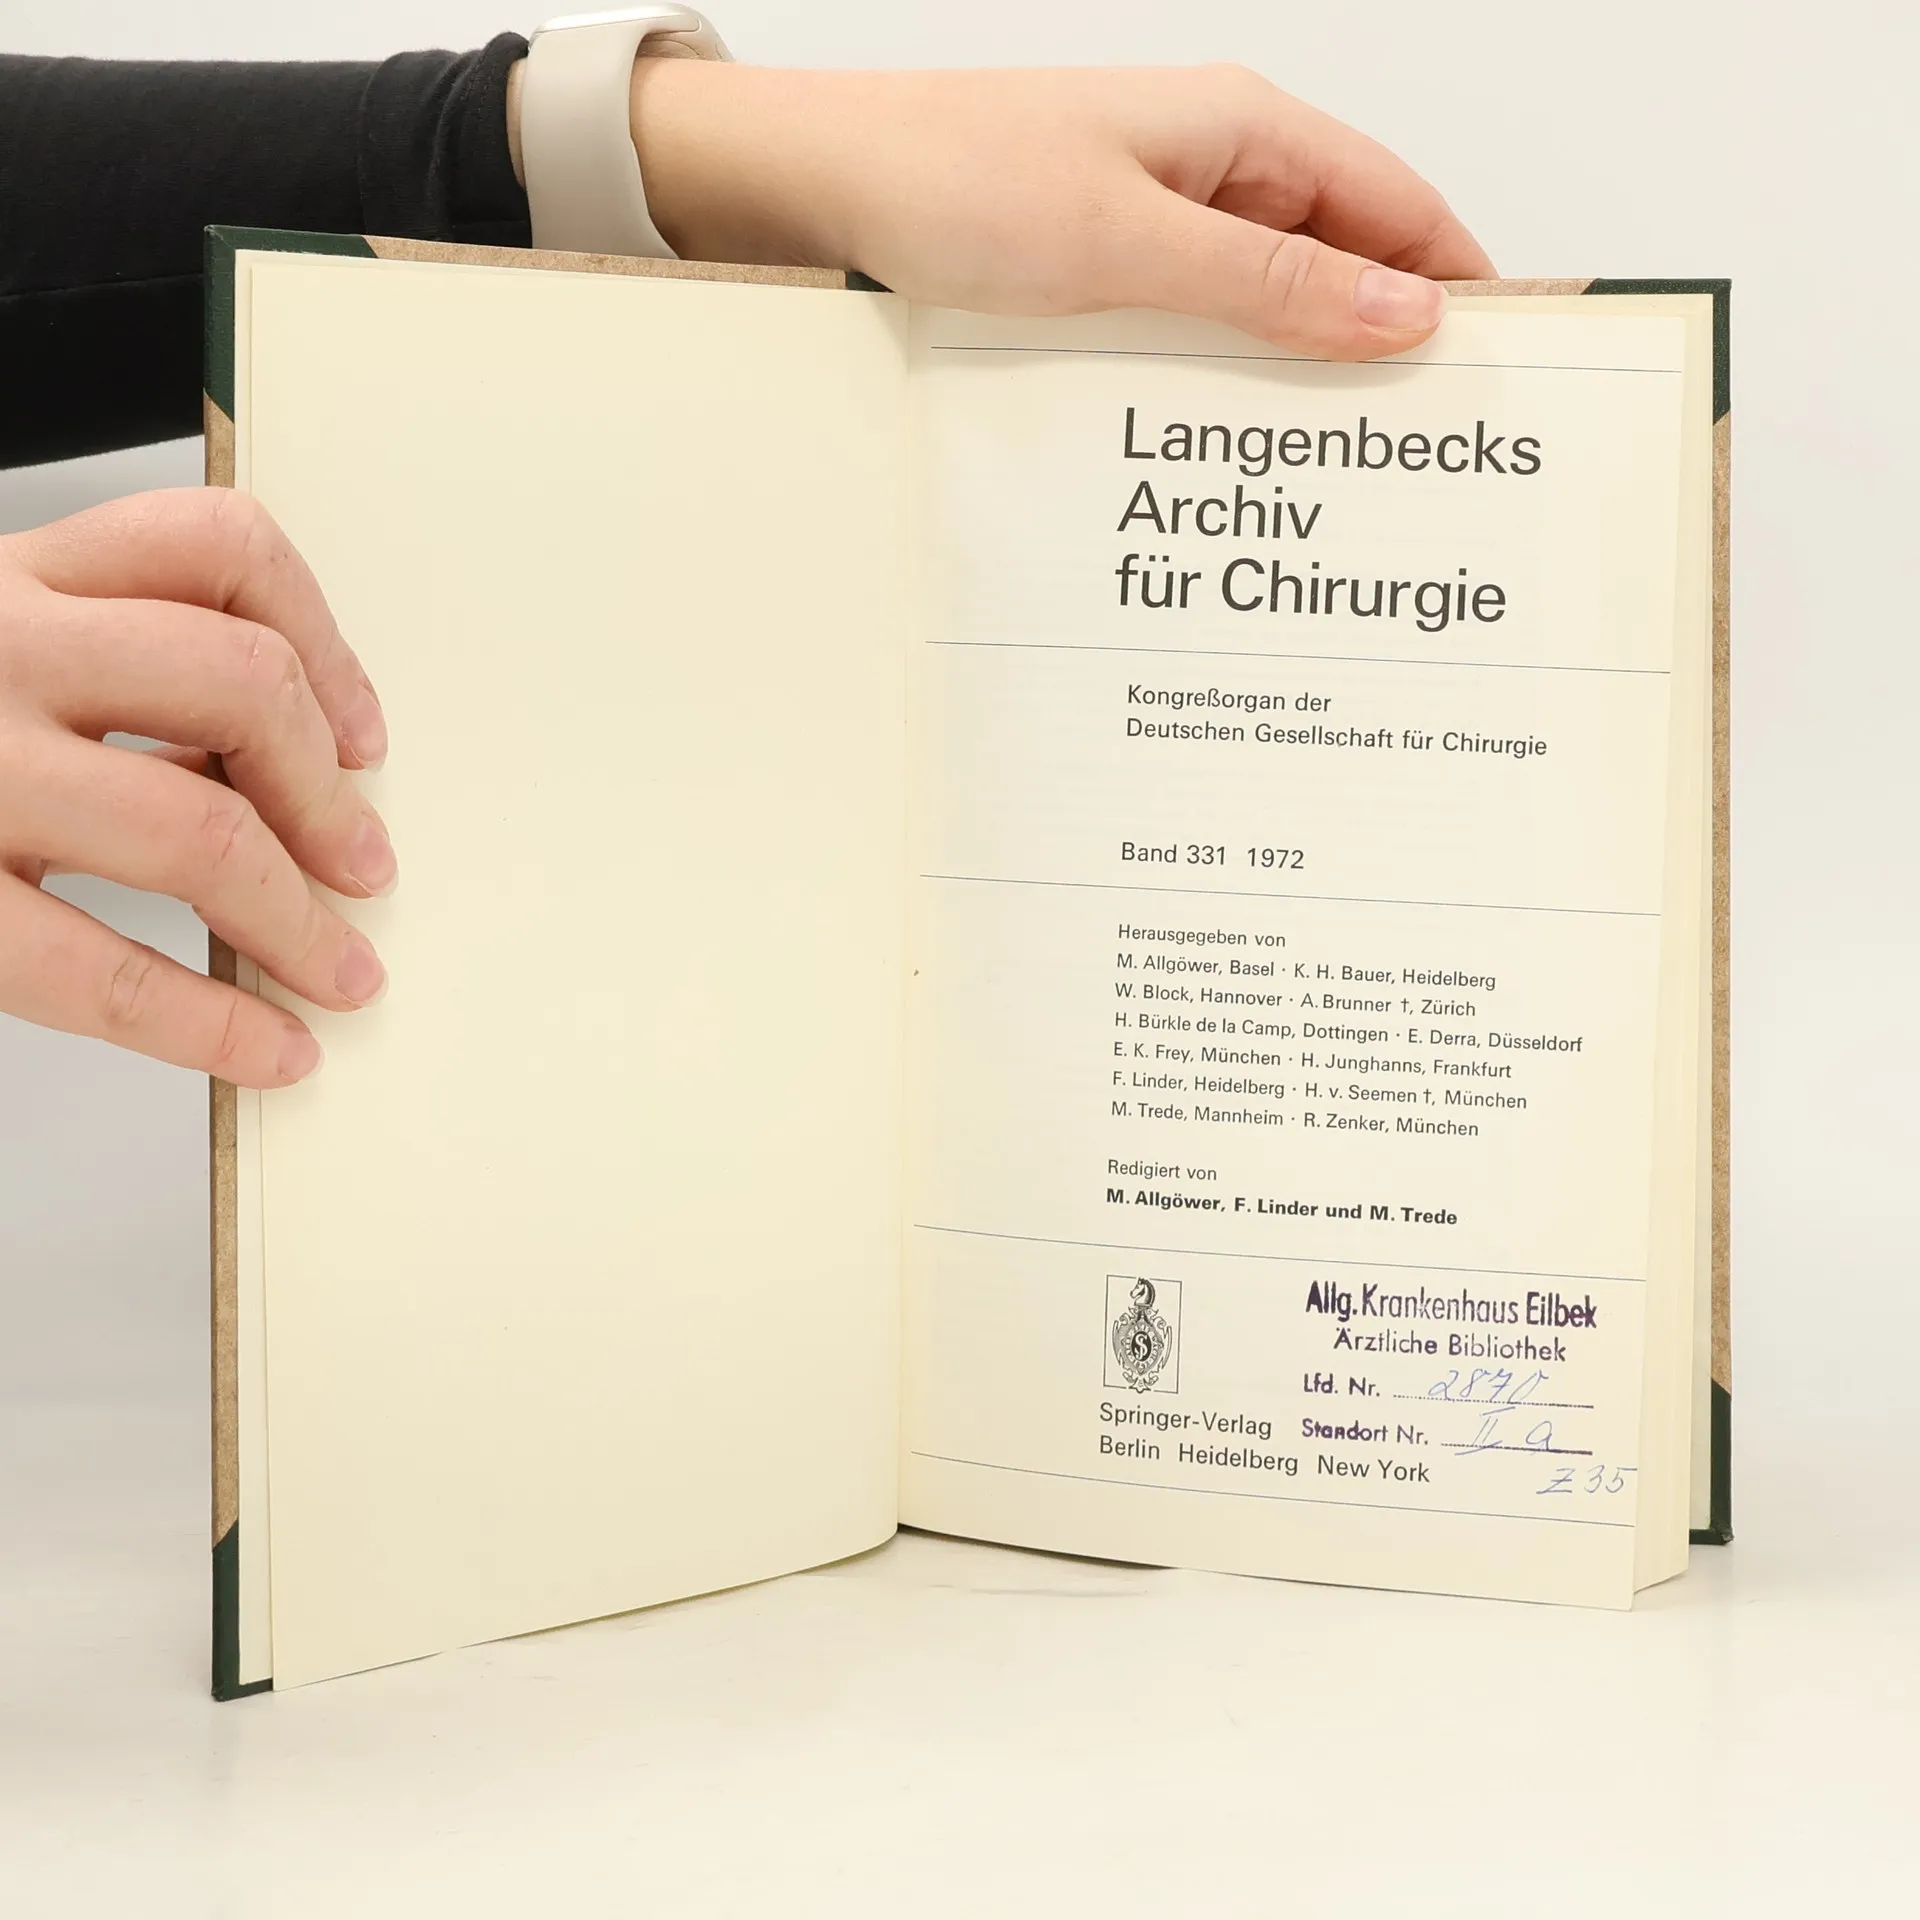 Langenbecks
Archiv
für Chirurgie
Kongreßorgan der
Deutschen Gesellschaft für Chirurgie
Band 331 1972
Herausgegeben von
M. Allgöwer, Basel · K. H. Bauer, Heidelberg
W. Block, Hannover · A. Brunner †, Zürich
H. Bürkle de la Camp, Dottingen · E. Derra, Düsseldorf
E. K. Frey, München · H. Junghanns, Frankfurt
F. Linder, Heidelberg · H. v. Seemen †, München
M. Trede, Mannheim · R. Zenker, München
Redigiert von
M. Allgöwer, F. Linder und M. Trede
Springer-Verlag
Berlin Heidelberg New York
Allg. Krankenhaus Eilbek
Ärztliche Bibliothek
Lfd. Nr. 2870
Standort Nr. II a
Z 35